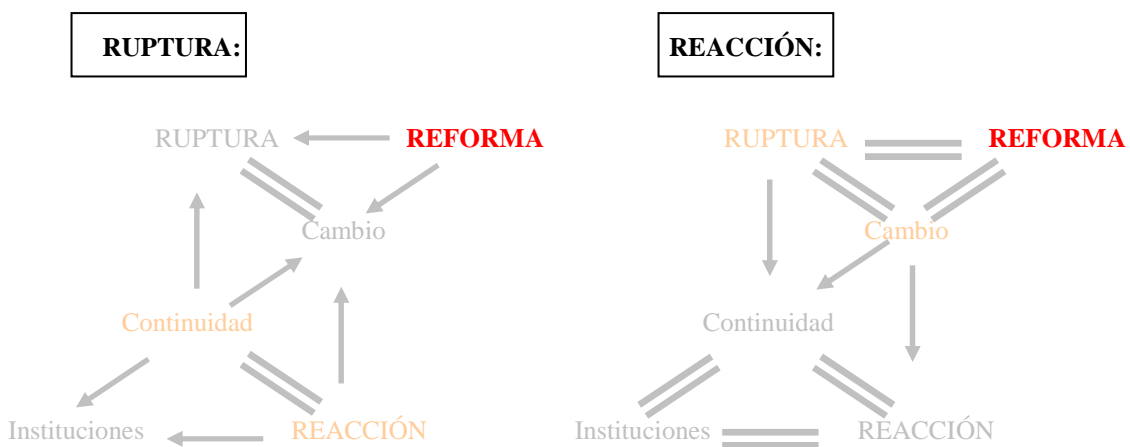 RUPTURA:
RUPTURA
REFORMA
Cambio
Continuidad
Instituciones
REACCIÓN
REACCIÓN:
RUPTURA
REFORMA
Cambio
Continuidad
Instituciones
REACCIÓN